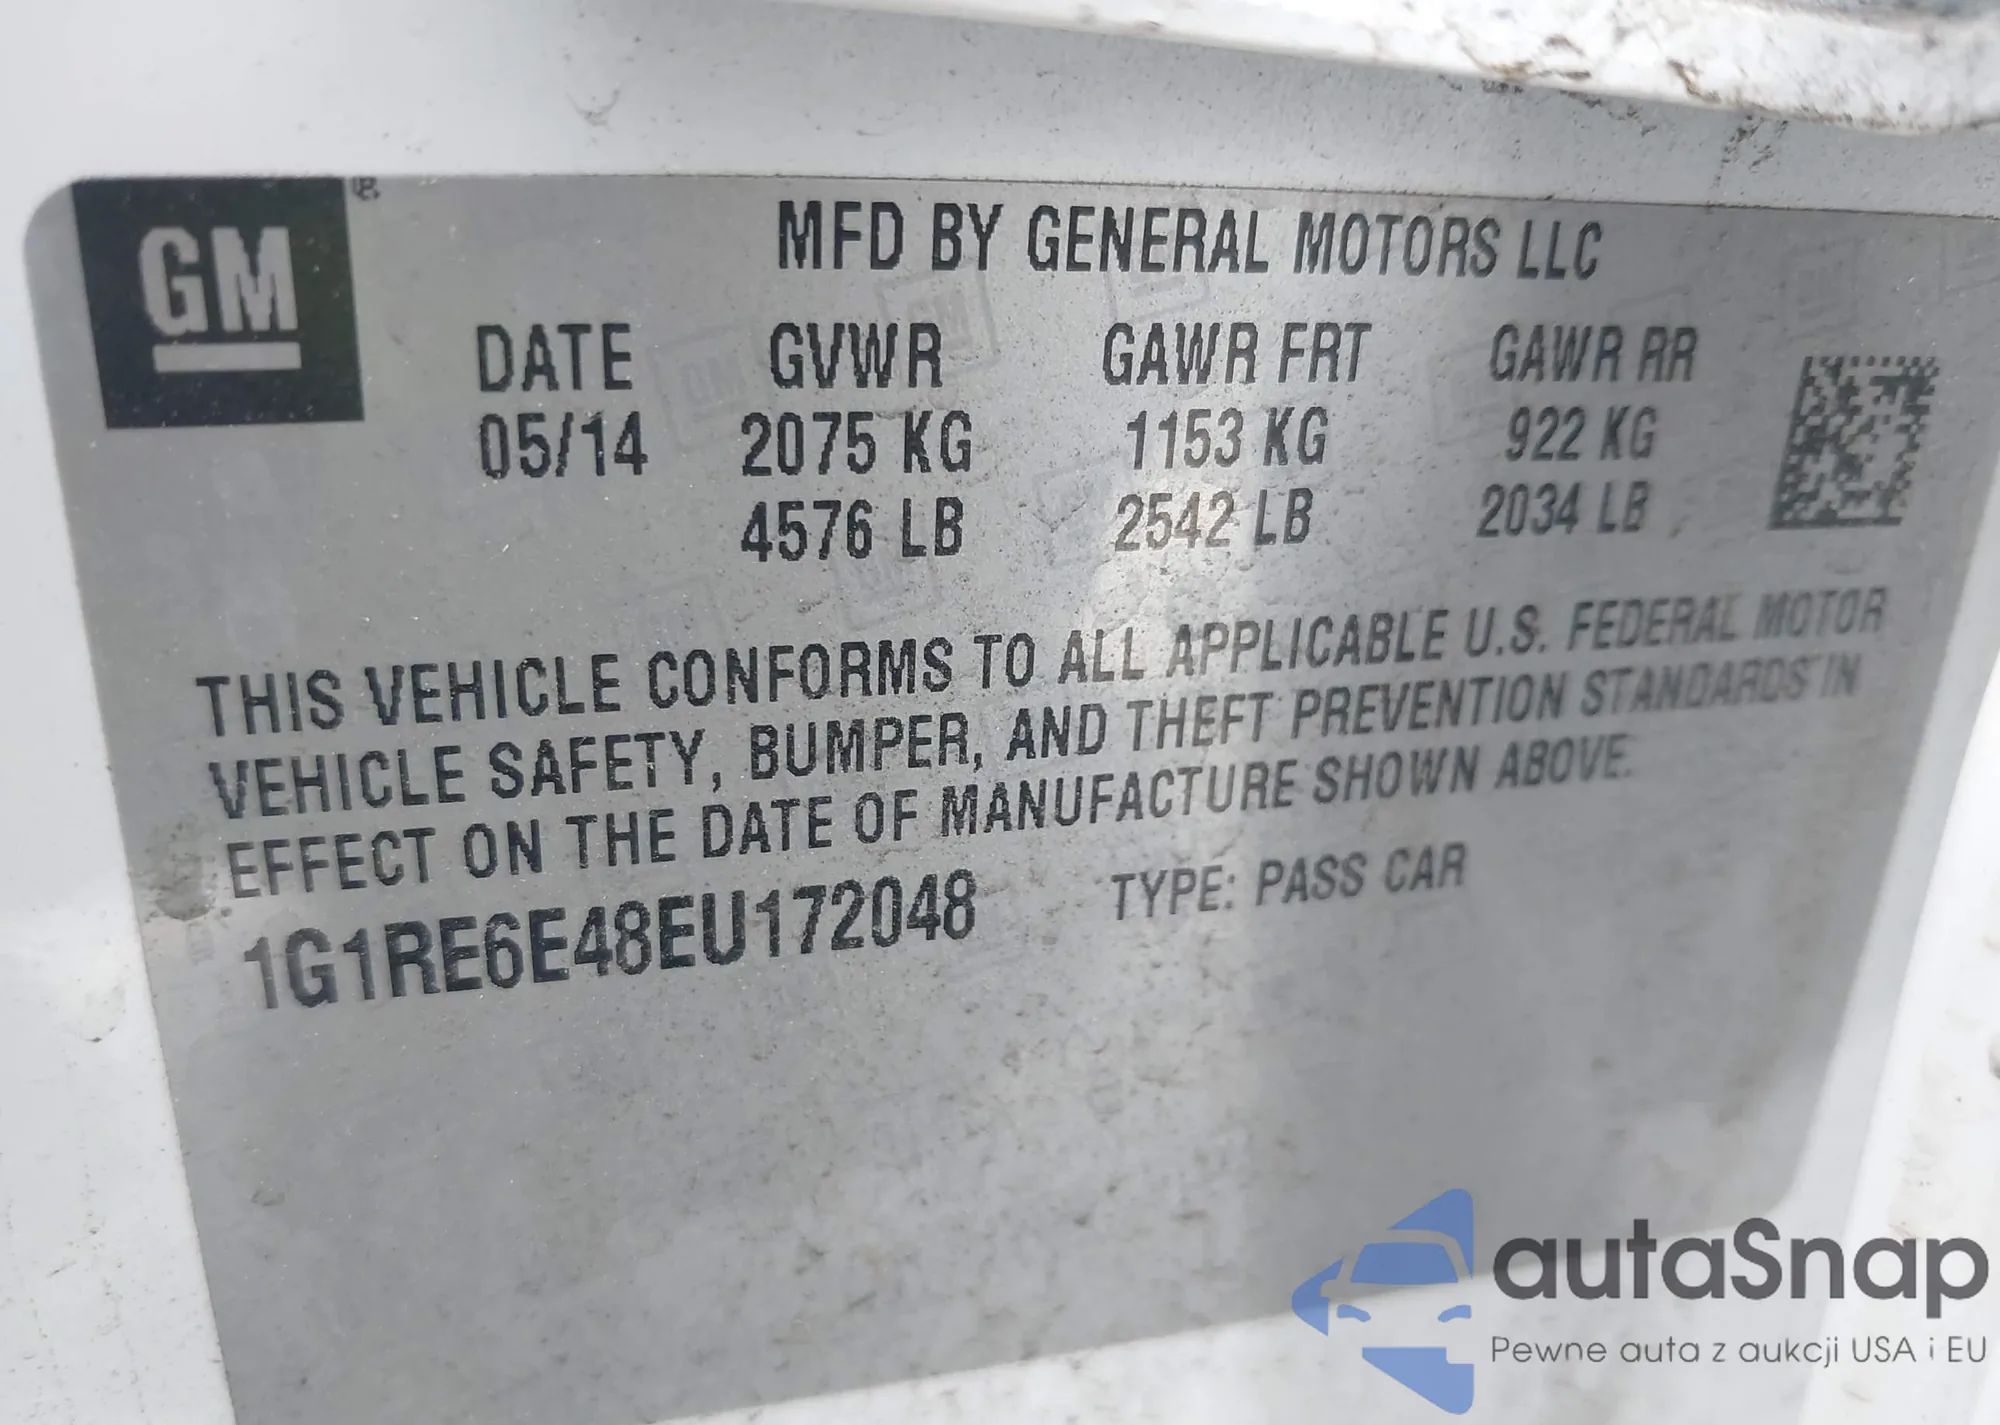 GM
MFD BY GENERAL MOTORS LLC
DATE GVWR GAWR FRT GAWR RR
05/14 2075 KG 1153 KG 922 KG
4576 LB 2542 LB 2034 LB
THIS VEHICLE CONFORMS TO ALL APPLICABLE U.S. FEDERAL MOTOR
VEHICLE SAFETY, BUMPER, AND THEFT PREVENTION STANDARDS IN
EFFECT ON THE DATE OF MANUFACTURE SHOWN ABOVE.
1G1RE6E48EU172048 TYPE: PASS CAR
autaSnap
Pewne auta z aukcji USA i EU